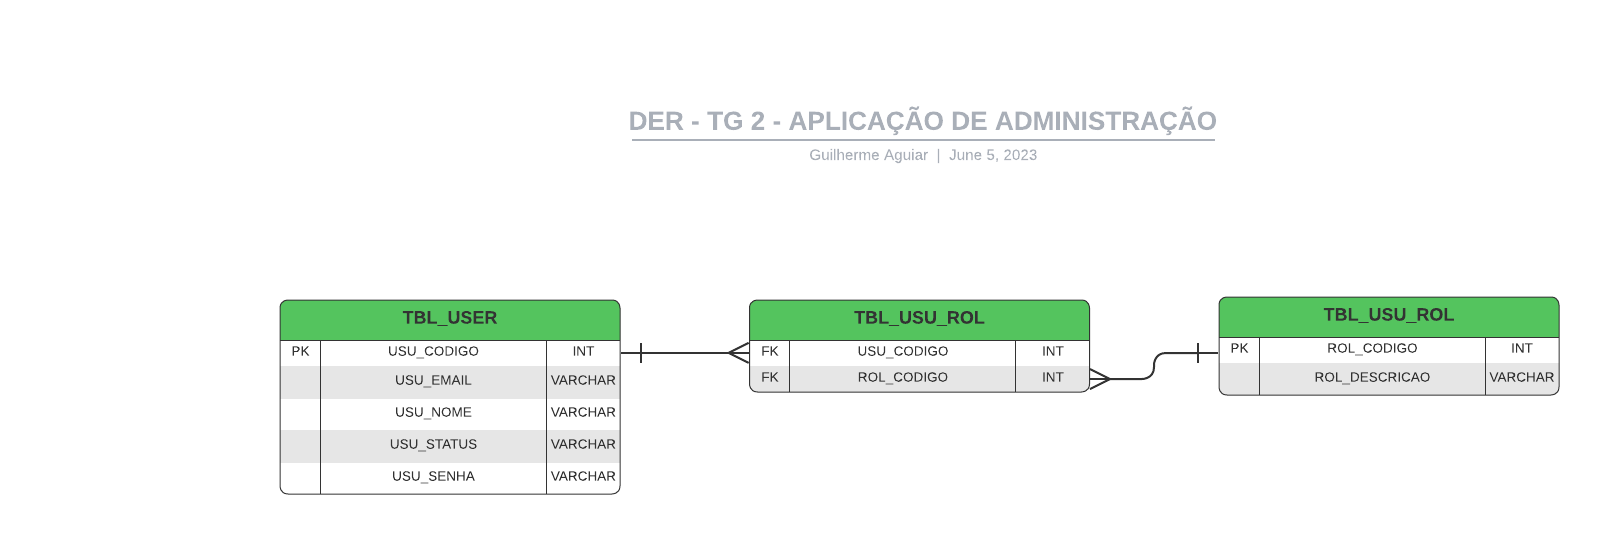 DER - TG 2 - APLICAÇÃO DE ADMINISTRAÇÃO
Guilherme Aguiar | June 5, 2023
TBL_USER
PK USU_CODIGO INT
USU_EMAIL VARCHAR
USU_NOME VARCHAR
USU_STATUS VARCHAR
USU_SENHA VARCHAR
TBL_USU_ROL
FK USU_CODIGO INT
FK ROL_CODIGO INT
TBL_USU_ROL
PK ROL_CODIGO INT
ROL_DESCRICAO VARCHAR